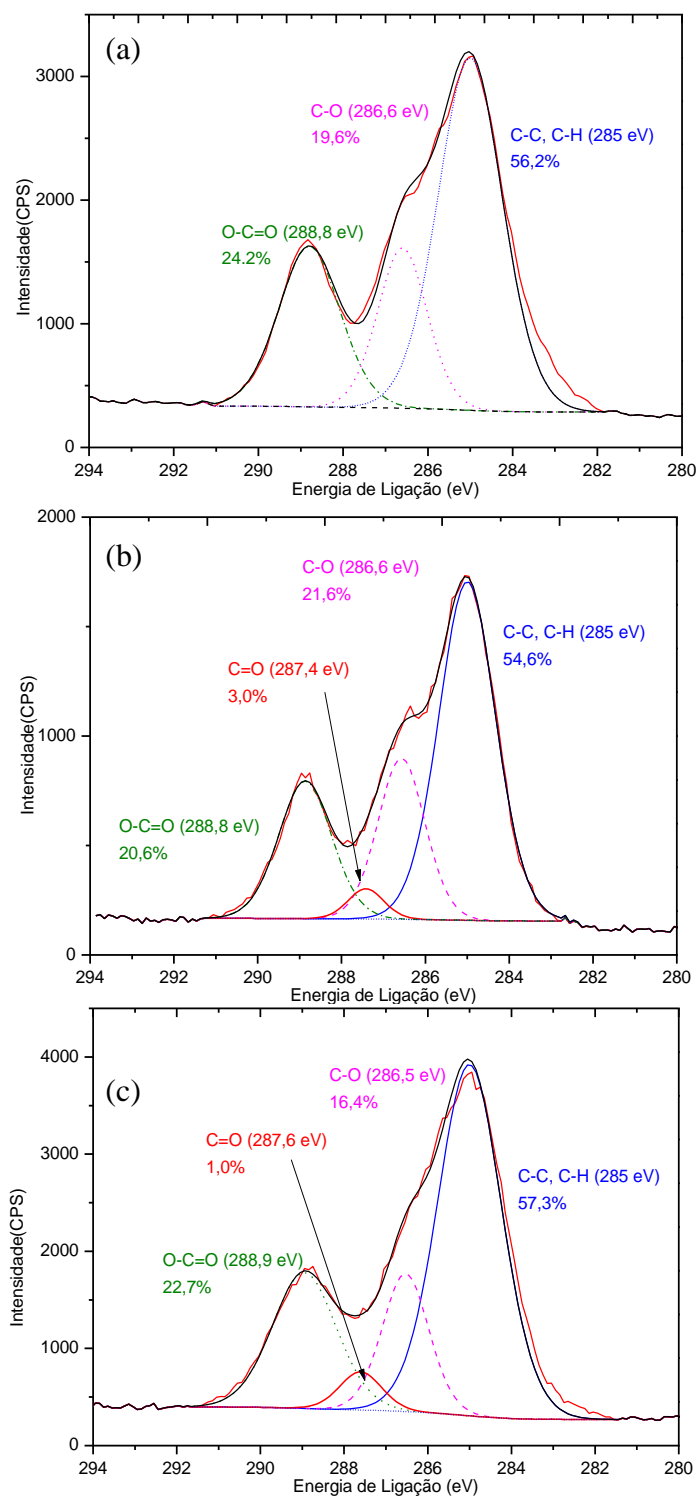 (a)
C-O (286,6 eV)
19,6%
C-C, C-H (285 eV)
56,2%
O-C=O (288,8 eV)
24.2%
Intensidade(CPS)
3000
2000
1000
0
294 292 290 288 286 284 282 280
Energia de Ligação (eV)
(b)
C-O (286,6 eV)
21,6%
C-C, C-H (285 eV)
54,6%
C=O (287,4 eV)
3,0%
O-C=O (288,8 eV)
20,6%
Intensidade(CPS)
2000
1000
0
294 292 290 288 286 284 282 280
Energia de Ligação (eV)
(c)
C-O (286,5 eV)
16,4%
C=O (287,6 eV)
1,0%
C-C, C-H (285 eV)
57,3%
O-C=O (288,9 eV)
22,7%
Intensidade(CPS)
4000
3000
2000
1000
0
294 292 290 288 286 284 282 280
Energia de Ligação (eV)